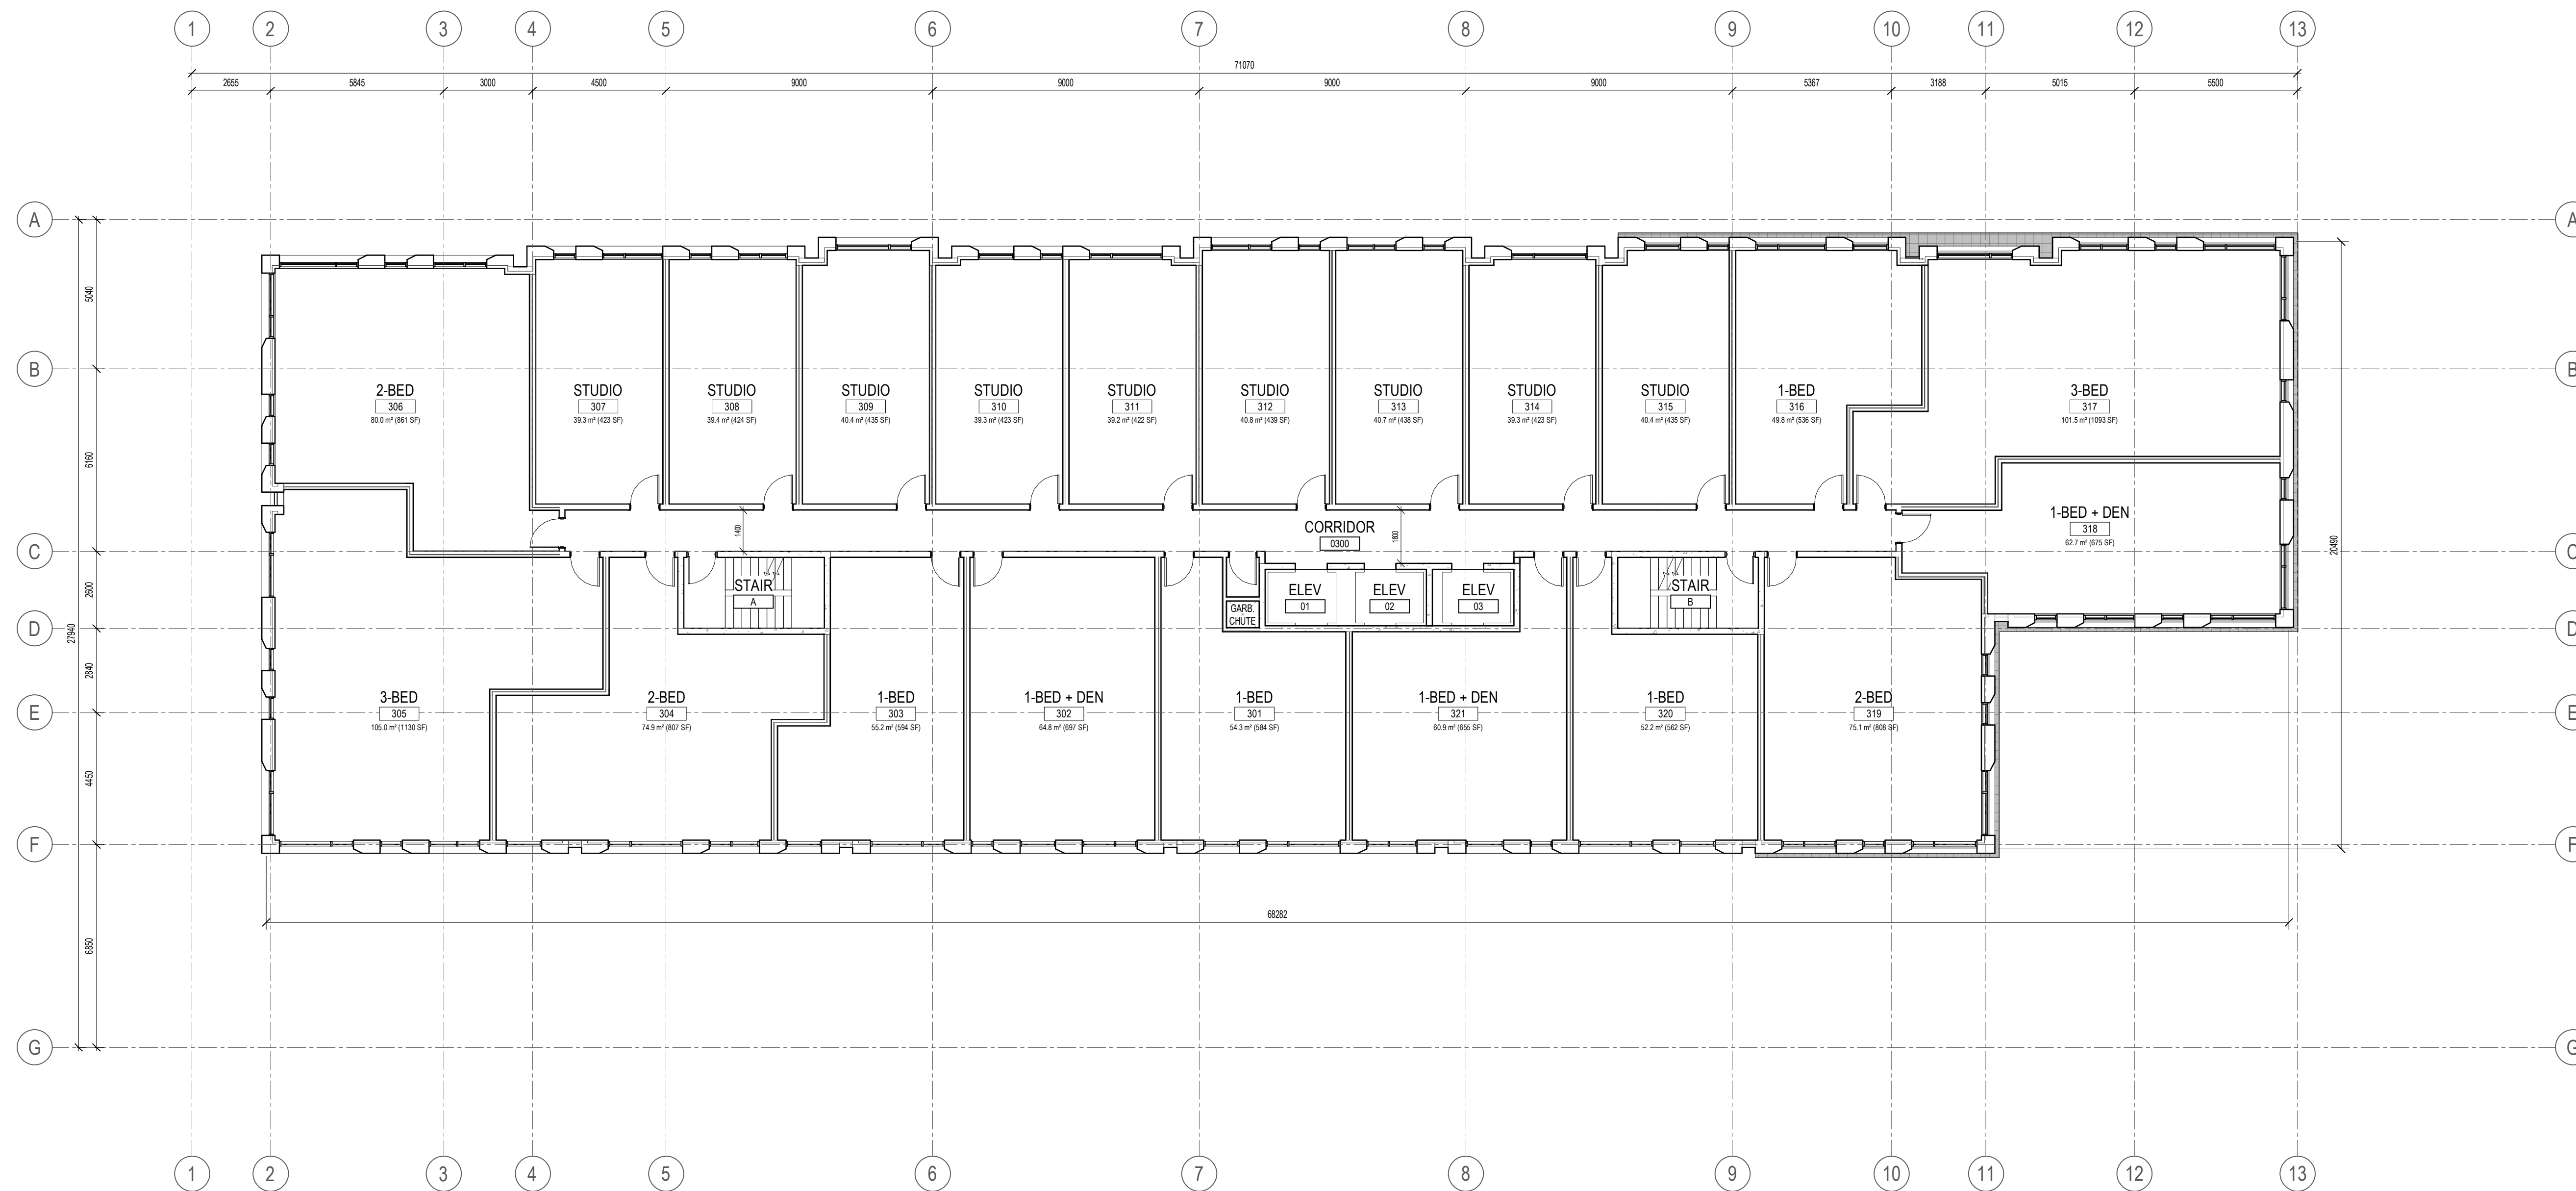 1 2 3 4 5 6 7 8 9 10 11 12 13
71070
2655 5845 3000 4500 9000 9000 9000 9000 5367 3188 5015 5500
A A
B B
C C
D D
E E
F F
G G
27940
5040
6160
2600
2840
4450
6850
20490
68282
2-BED
306
80.0 m² (861 SF)
STUDIO
307
39.3 m² (423 SF)
STUDIO
308
39.4 m² (424 SF)
STUDIO
309
40.4 m² (435 SF)
STUDIO
310
39.3 m² (423 SF)
STUDIO
311
39.2 m² (422 SF)
STUDIO
312
40.8 m² (439 SF)
STUDIO
313
40.7 m² (438 SF)
STUDIO
314
39.3 m² (423 SF)
STUDIO
315
40.4 m² (435 SF)
1-BED
316
49.8 m² (536 SF)
3-BED
317
101.5 m² (1093 SF)
1-BED + DEN
318
62.7 m² (675 SF)
1400
CORRIDOR
0300
1800
STAIR
A
GARB.
CHUTE
ELEV
01
ELEV
02
ELEV
03
STAIR
B
3-BED
305
105.0 m² (1130 SF)
2-BED
304
74.9 m² (807 SF)
1-BED
303
55.2 m² (594 SF)
1-BED + DEN
302
64.8 m² (697 SF)
1-BED
301
54.3 m² (584 SF)
1-BED + DEN
321
60.9 m² (655 SF)
1-BED
320
52.2 m² (562 SF)
2-BED
319
75.1 m² (808 SF)
1 2 3 4 5 6 7 8 9 10 11 12 13